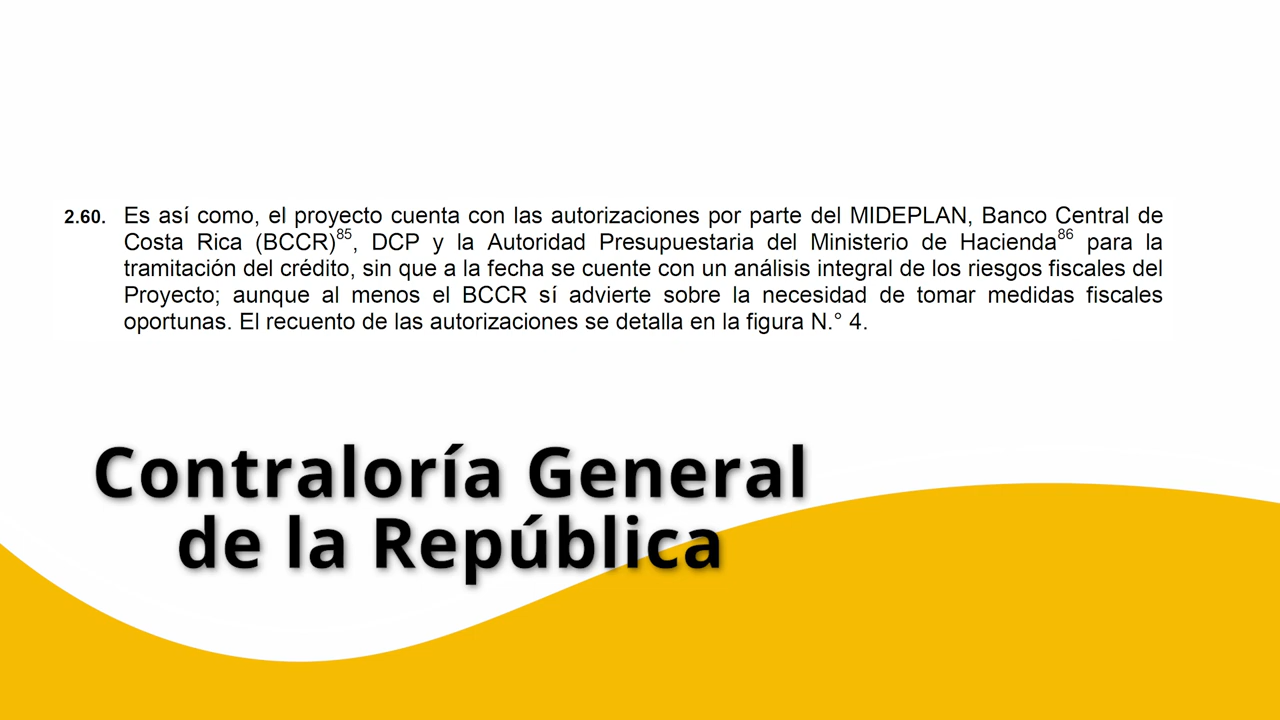 2.60. Es así como, el proyecto cuenta con las autorizaciones por parte del MIDEPLAN, Banco Central de
Costa Rica (BCCR)85, DCP y la Autoridad Presupuestaria del Ministerio de Hacienda86 para la
tramitación del crédito, sin que a la fecha se cuente con un análisis integral de los riesgos fiscales del
Proyecto; aunque al menos el BCCR sí advierte sobre la necesidad de tomar medidas fiscales
oportunas. El recuento de las autorizaciones se detalla en la figura N.° 4.
Contraloría General
de la República